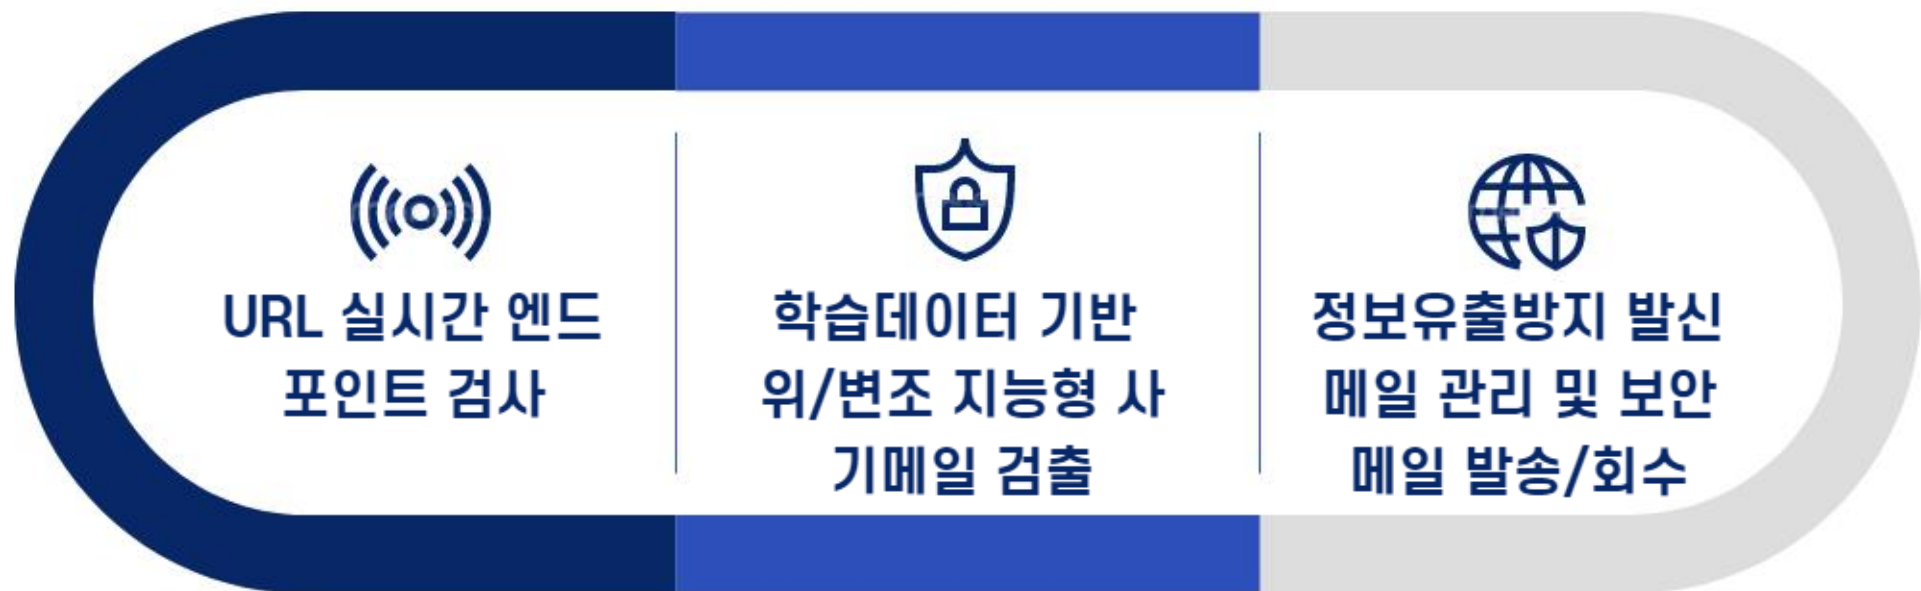 URL 실시간 엔드
포인트 검사
학습데이터 기반
위/변조 지능형 사
기메일 검출
정보유출방지 발신
메일 관리 및 보안
메일 발송/회수